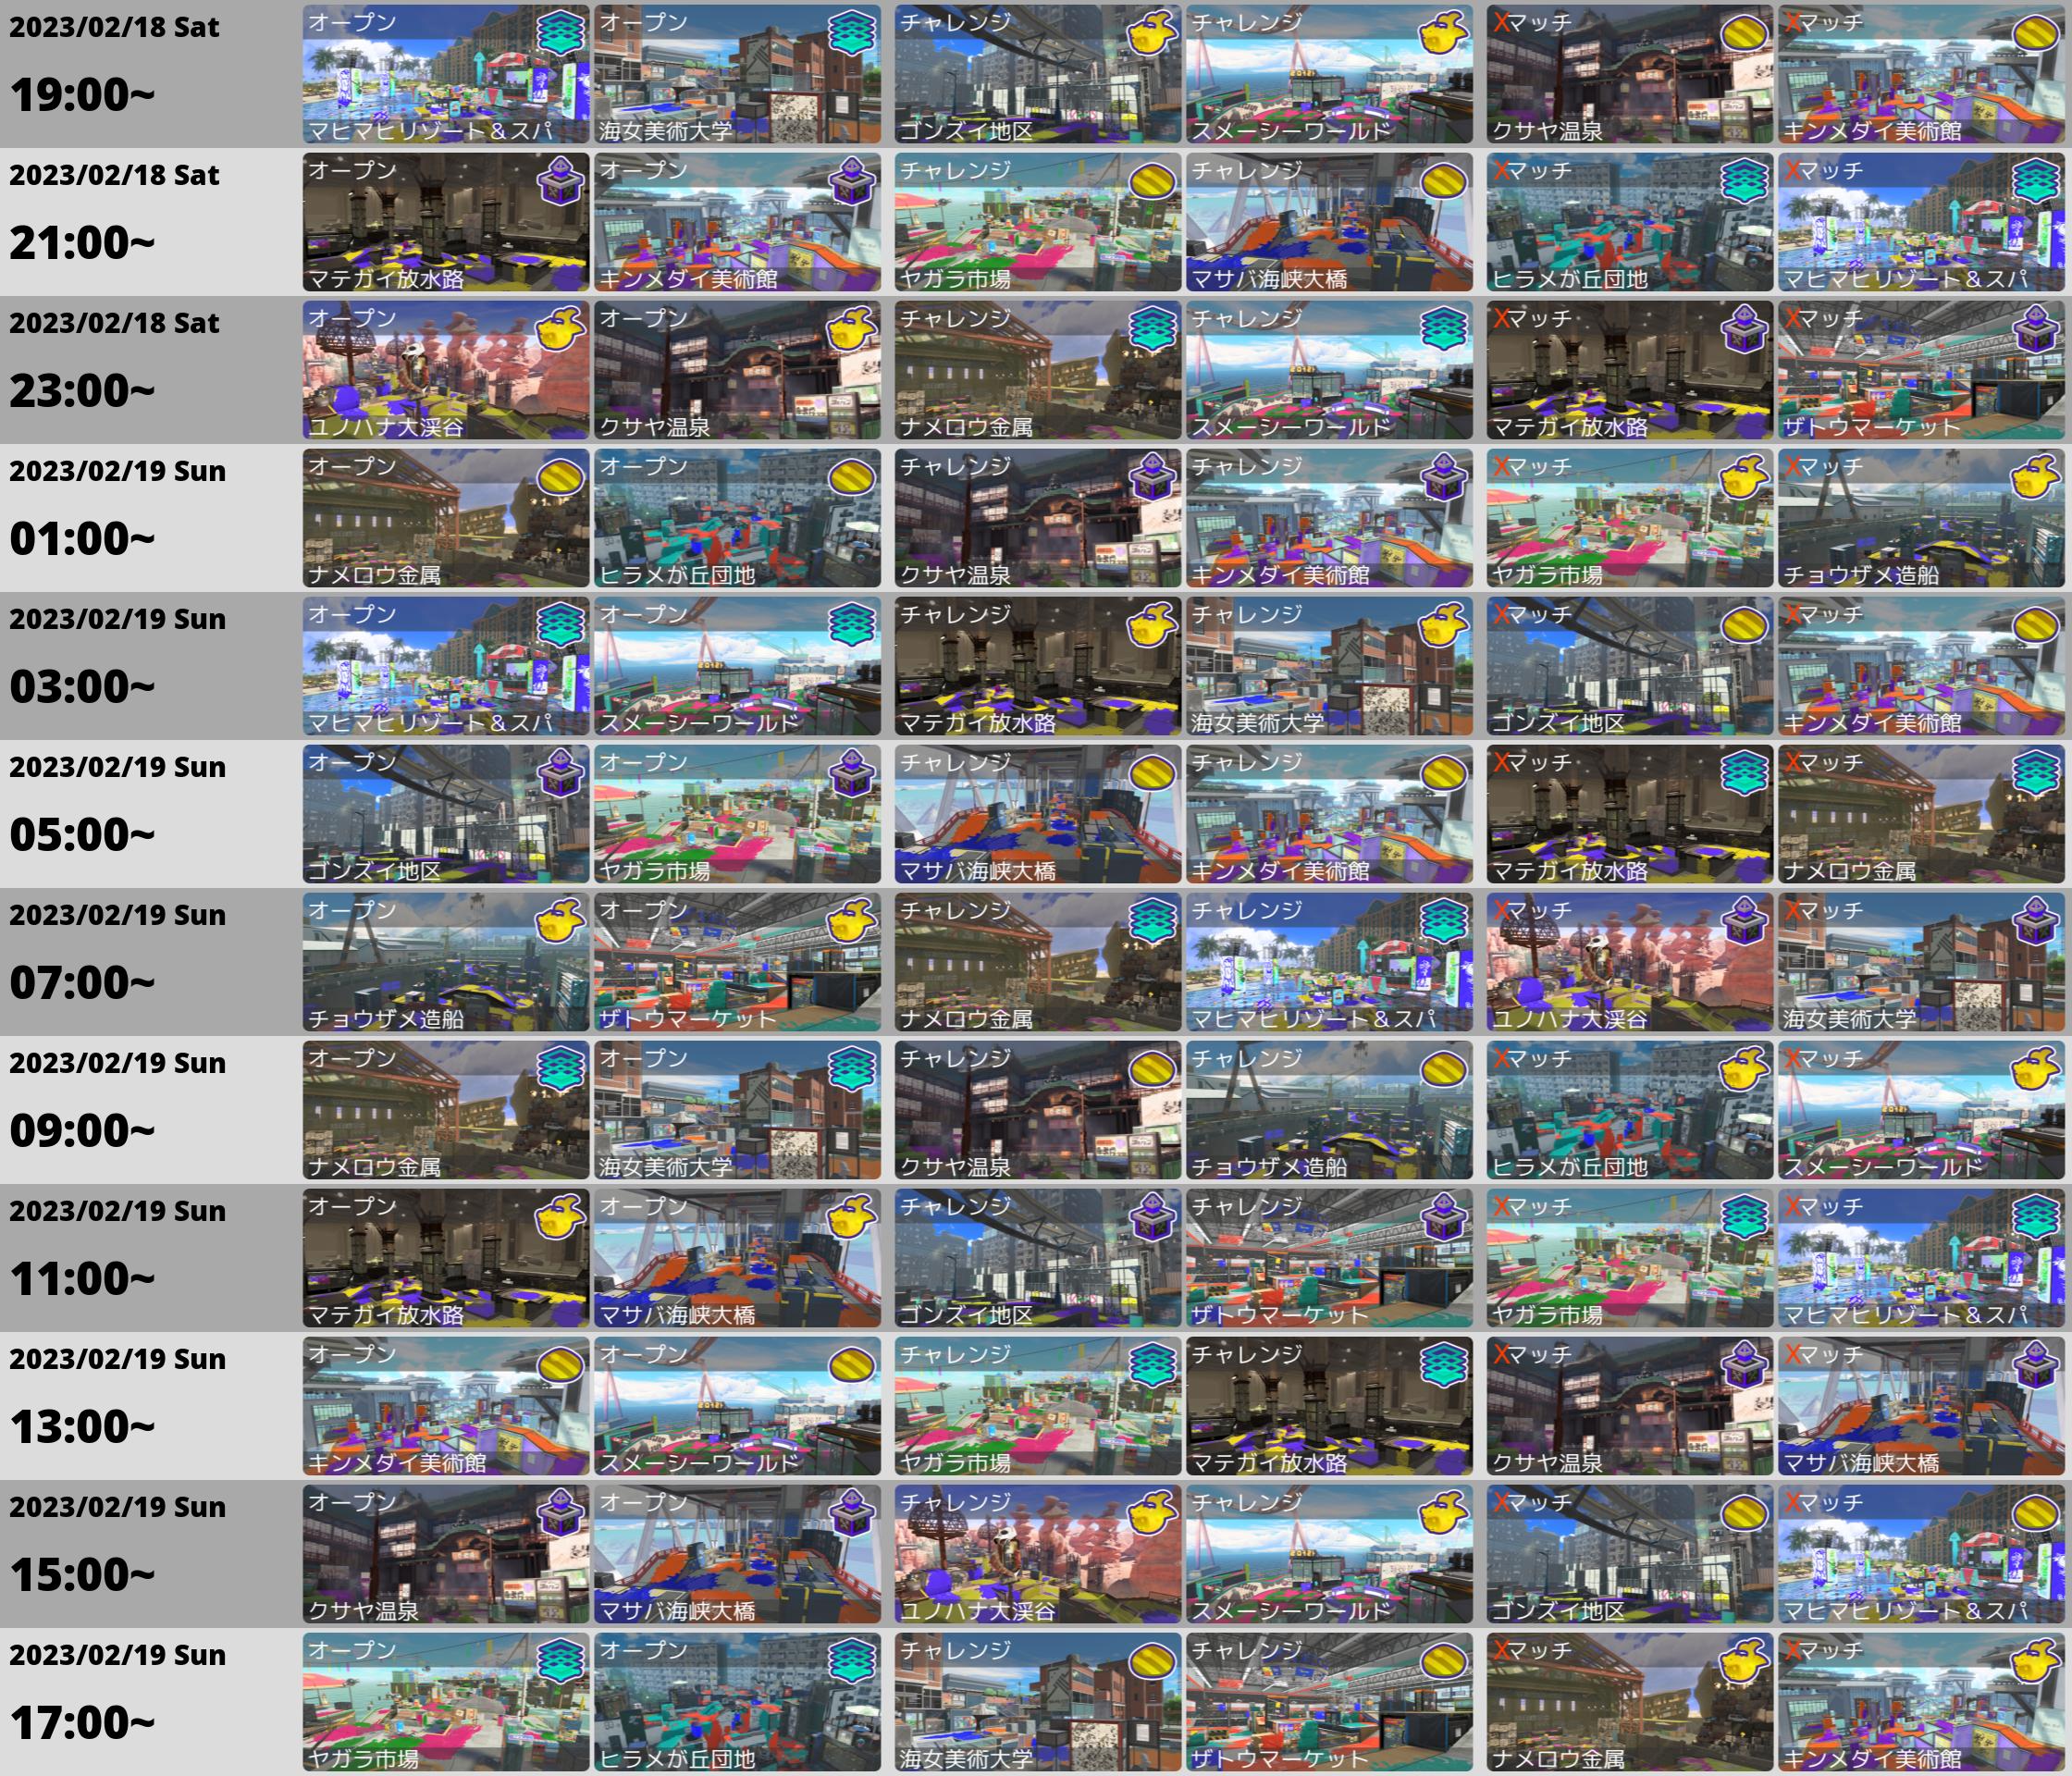 2023/02/18 Sat
19:00~
オープン オープン チャレンジ チャレンジ Xマッチ Xマッチ
マヒマヒリゾート＆スパ 海女美術大学 ゴンズイ地区 スメーシーワールド クサヤ温泉 キンメダイ美術館
2023/02/18 Sat
21:00~
オープン オープン チャレンジ チャレンジ Xマッチ Xマッチ
マテガイ放水路 キンメダイ美術館 ヤガラ市場 マサバ海峡大橋 ヒラメが丘団地 マヒマヒリゾート＆スパ
2023/02/18 Sat
23:00~
オープン オープン チャレンジ チャレンジ Xマッチ Xマッチ
ユノハナ大渓谷 クサヤ温泉 ナメロウ金属 スメーシーワールド マテガイ放水路 ザトウマーケット
2023/02/19 Sun
01:00~
オープン オープン チャレンジ チャレンジ Xマッチ Xマッチ
ナメロウ金属 ヒラメが丘団地 クサヤ温泉 キンメダイ美術館 ヤガラ市場 チョウザメ造船
2023/02/19 Sun
03:00~
オープン オープン チャレンジ チャレンジ Xマッチ Xマッチ
マヒマヒリゾート＆スパ スメーシーワールド マテガイ放水路 海女美術大学 ゴンズイ地区 キンメダイ美術館
2023/02/19 Sun
05:00~
オープン オープン チャレンジ チャレンジ Xマッチ Xマッチ
ゴンズイ地区 ヤガラ市場 マサバ海峡大橋 キンメダイ美術館 マテガイ放水路 ナメロウ金属
2023/02/19 Sun
07:00~
オープン オープン チャレンジ チャレンジ Xマッチ Xマッチ
チョウザメ造船 ザトウマーケット ナメロウ金属 マヒマヒリゾート＆スパ ユノハナ大渓谷 海女美術大学
2023/02/19 Sun
09:00~
オープン オープン チャレンジ チャレンジ Xマッチ Xマッチ
ナメロウ金属 海女美術大学 クサヤ温泉 チョウザメ造船 ヒラメが丘団地 スメーシーワールド
2023/02/19 Sun
11:00~
オープン オープン チャレンジ チャレンジ Xマッチ Xマッチ
マテガイ放水路 マサバ海峡大橋 ゴンズイ地区 ザトウマーケット ヤガラ市場 マヒマヒリゾート＆スパ
2023/02/19 Sun
13:00~
オープン オープン チャレンジ チャレンジ Xマッチ Xマッチ
キンメダイ美術館 スメーシーワールド ヤガラ市場 マテガイ放水路 クサヤ温泉 マサバ海峡大橋
2023/02/19 Sun
15:00~
オープン オープン チャレンジ チャレンジ Xマッチ Xマッチ
クサヤ温泉 マサバ海峡大橋 ユノハナ大渓谷 スメーシーワールド ゴンズイ地区 マヒマヒリゾート＆スパ
2023/02/19 Sun
17:00~
オープン オープン チャレンジ チャレンジ Xマッチ Xマッチ
ヤガラ市場 ヒラメが丘団地 海女美術大学 ザトウマーケット ナメロウ金属 キンメダイ美術館